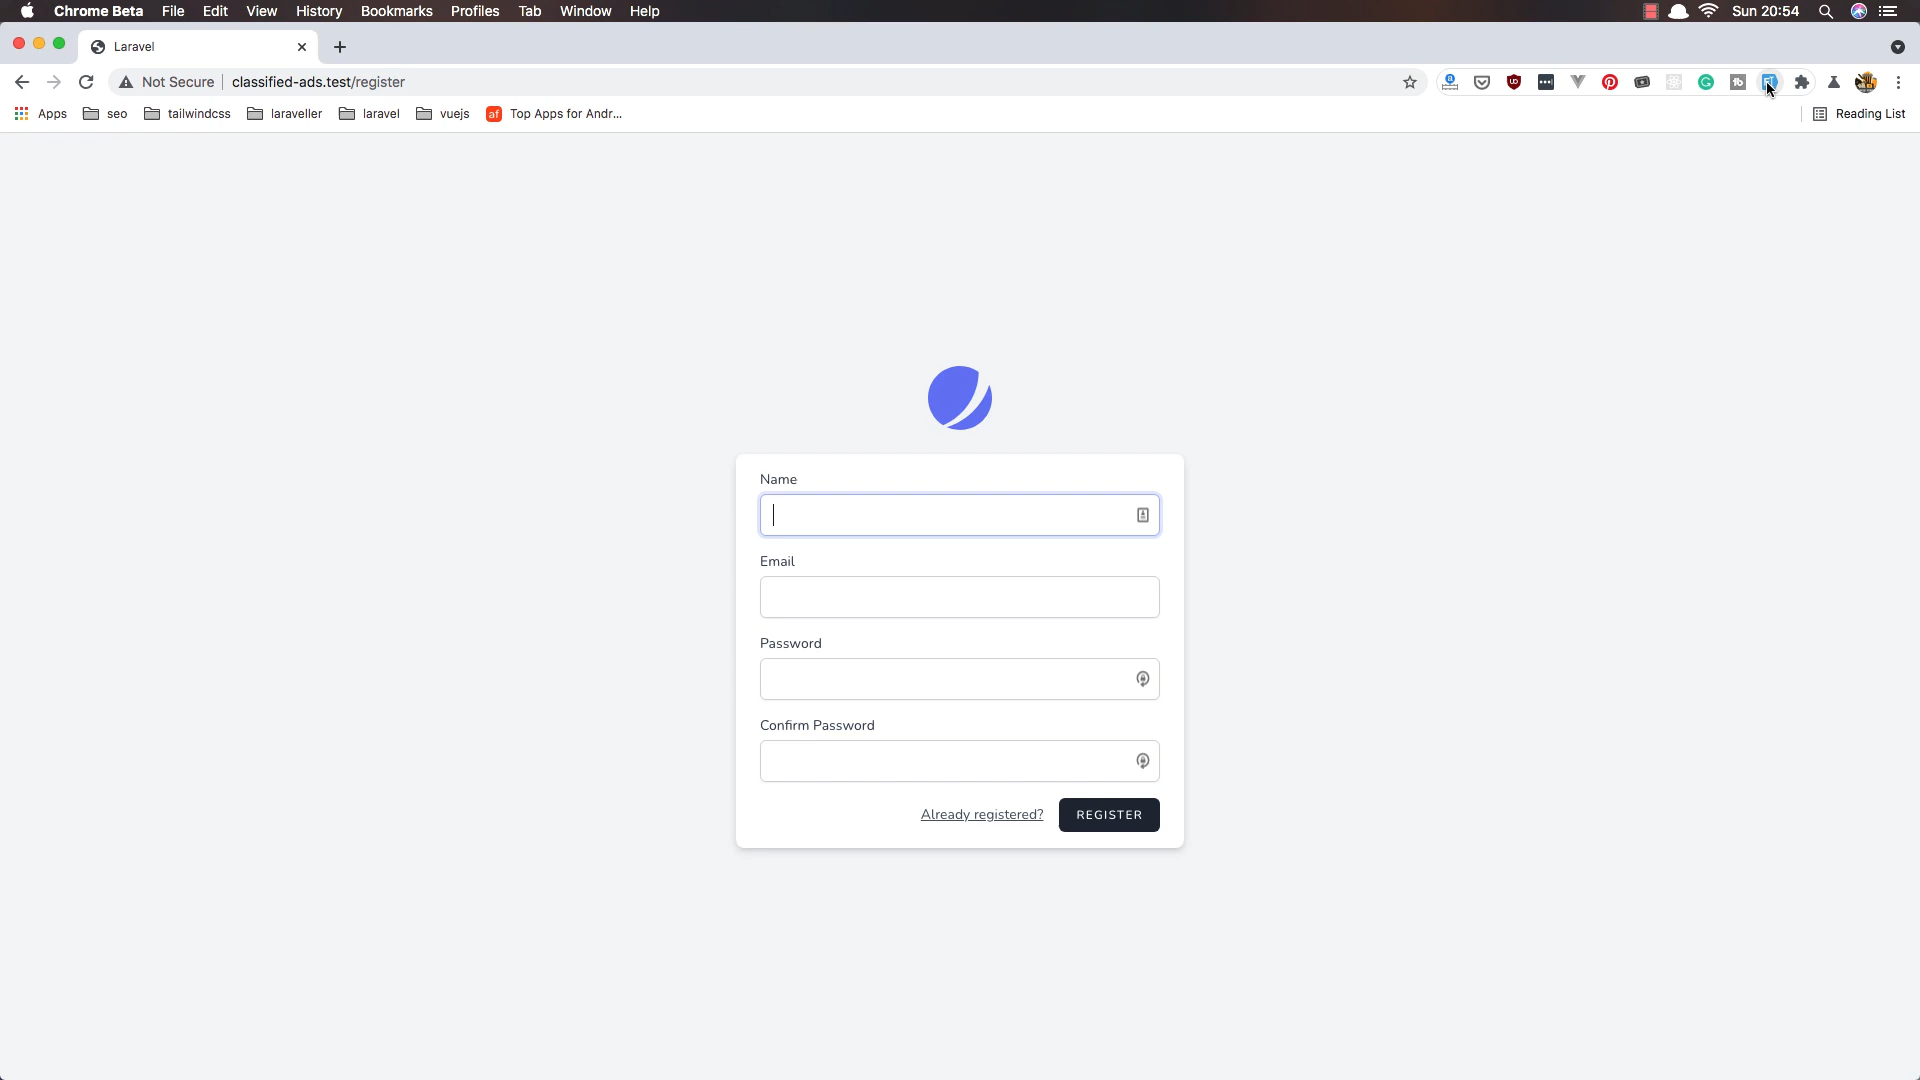 Chrome Beta File Edit View History Bookmarks Profiles Tab Window Help Sun 20:54
Laravel
Not Secure classified-ads.test/register
Apps seo tailwindcss laraveller laravel vuejs af Top Apps for Andr... Reading List
Name
Email
Password
Confirm Password
Already registered? REGISTER